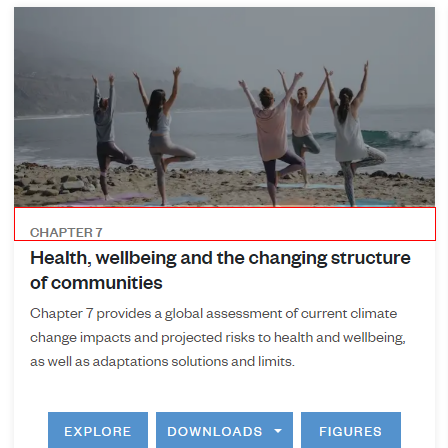 CHAPTER 7
Health, wellbeing and the changing structure
of communities
Chapter 7 provides a global assessment of current climate
change impacts and projected risks to health and wellbeing,
as well as adaptations solutions and limits.
EXPLORE DOWNLOADS FIGURES